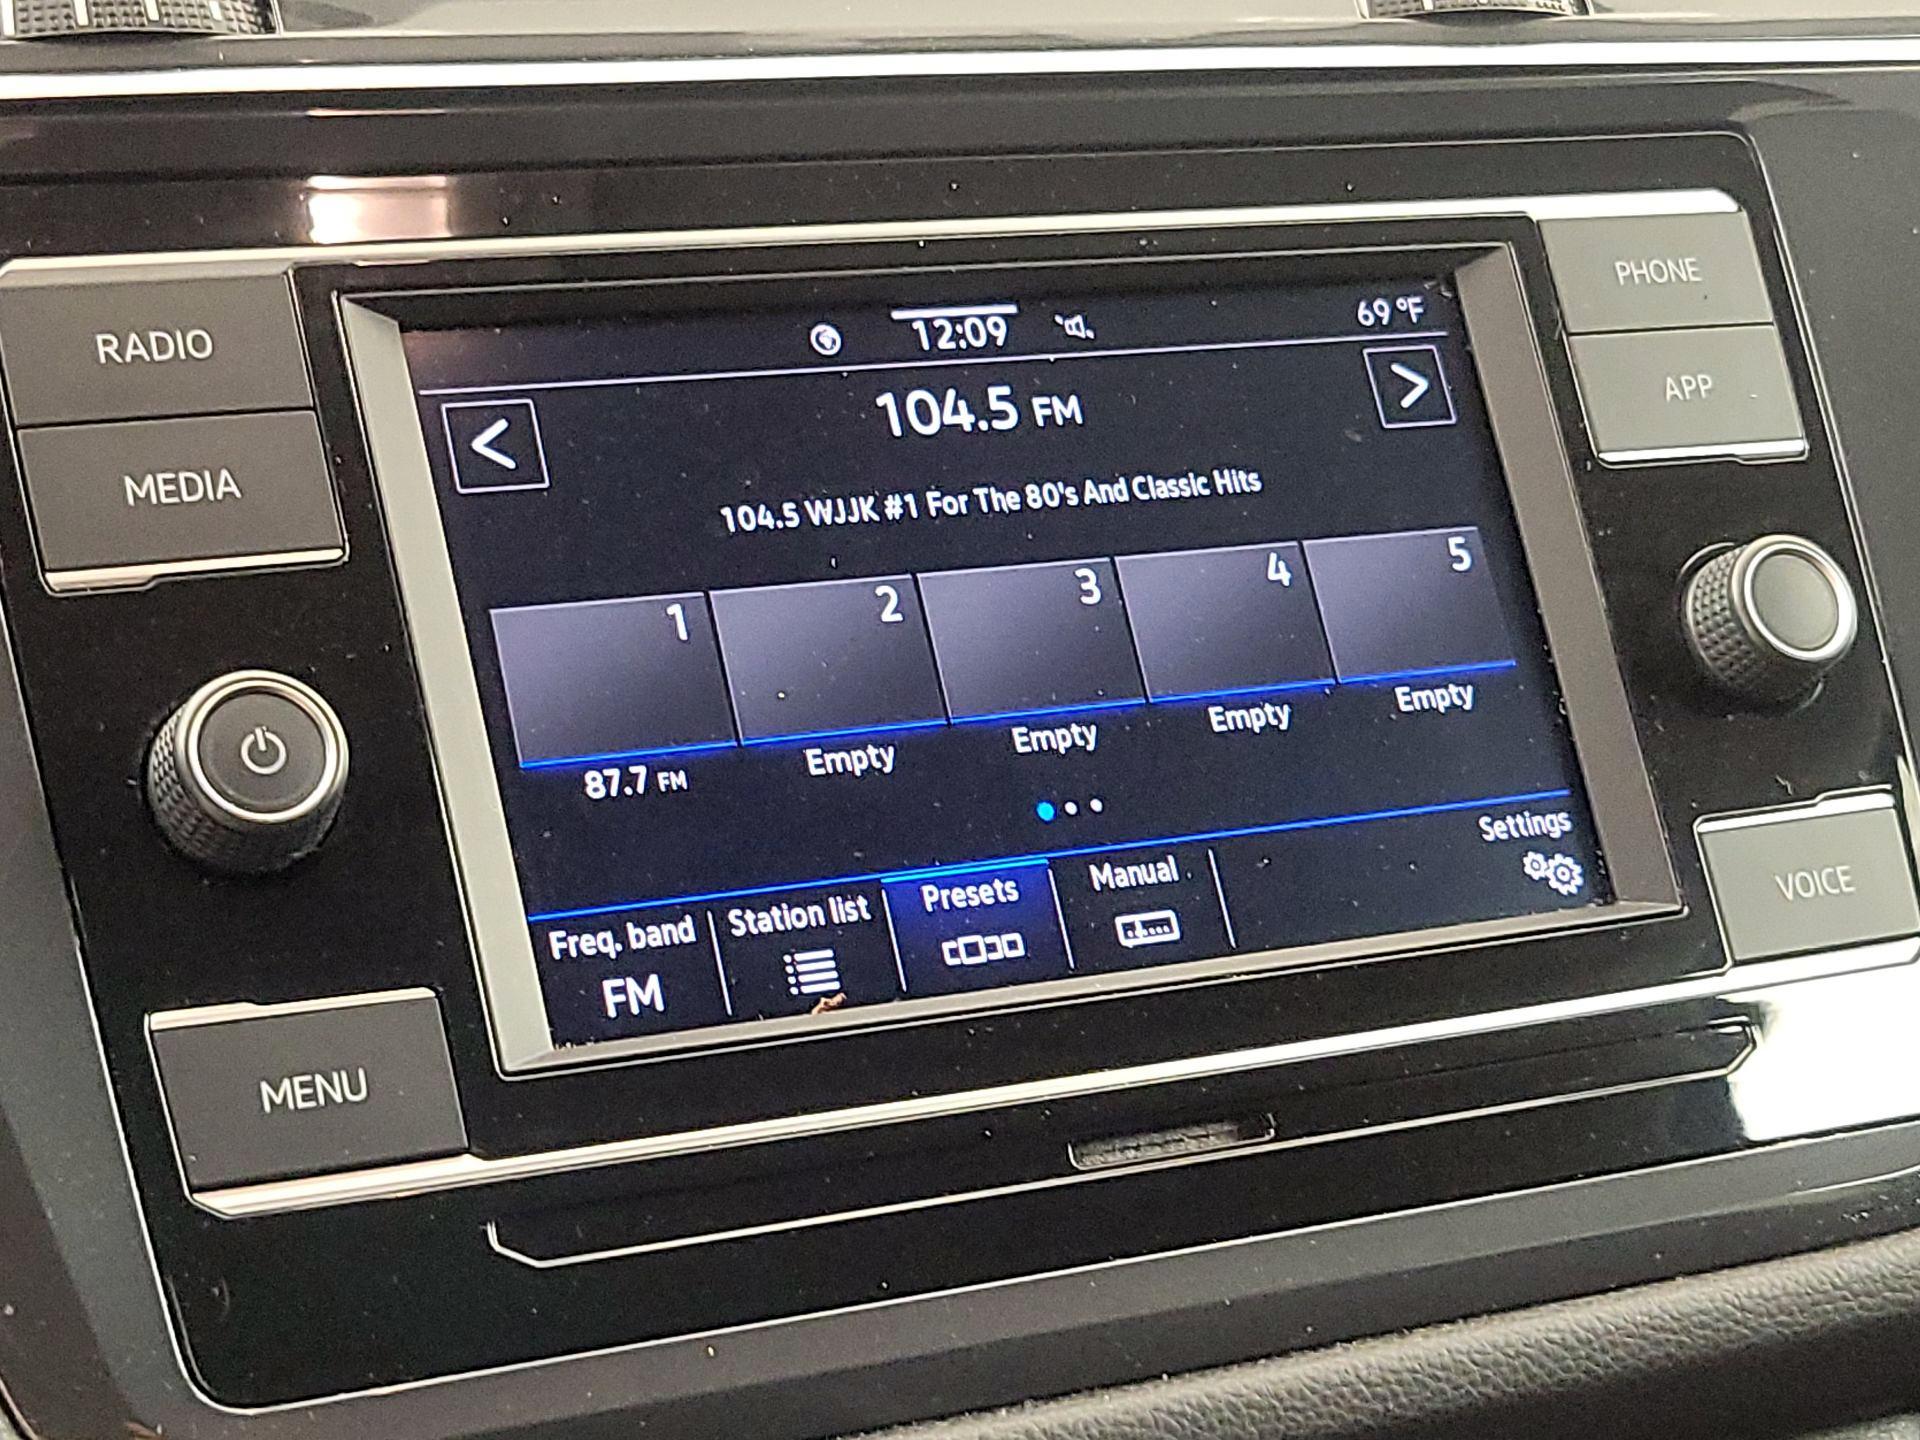 RADIO
MEDIA
MENU
PHONE
APP
VOICE
12:09
69°F
<
104.5 FM
>
104.5 WJJK #1 For The 80's And Classic Hits
1
2
3
4
5
87.7 FM
Empty
Empty
Empty
Empty
Freq. band
FM
Station list
Presets
Manual
Settings